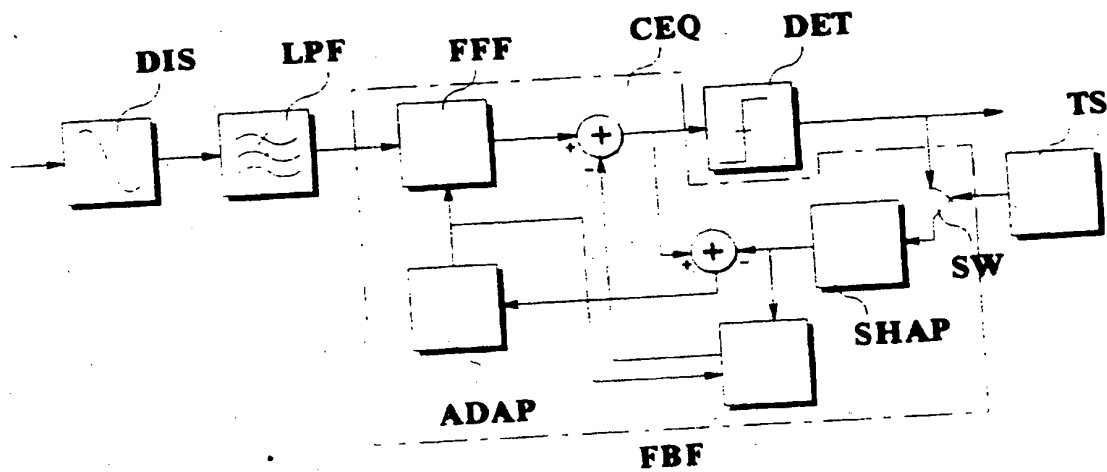 DIS
LPF
FFF
CEQ
DET
TS
+
+
-
+
+
-
SW
SHAP
ADAP
FBF